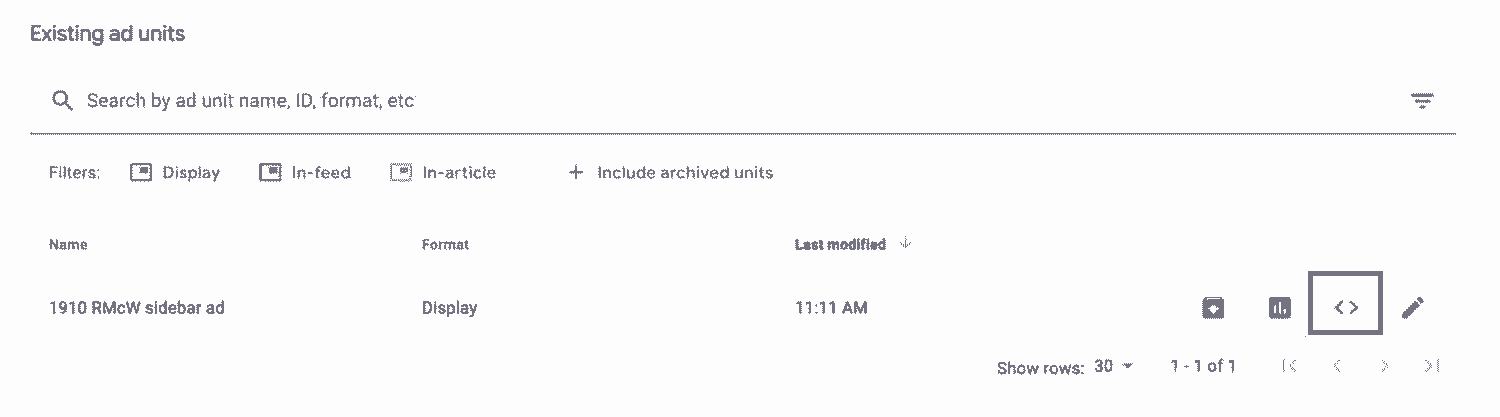 Existing ad units
Search by ad unit name, ID, format, etc
Filters: Display In-feed In-article + Include archived units
Name Format Last modified
1910 RMcW sidebar ad Display 11:11 AM
Show rows: 30 1 - 1 of 1